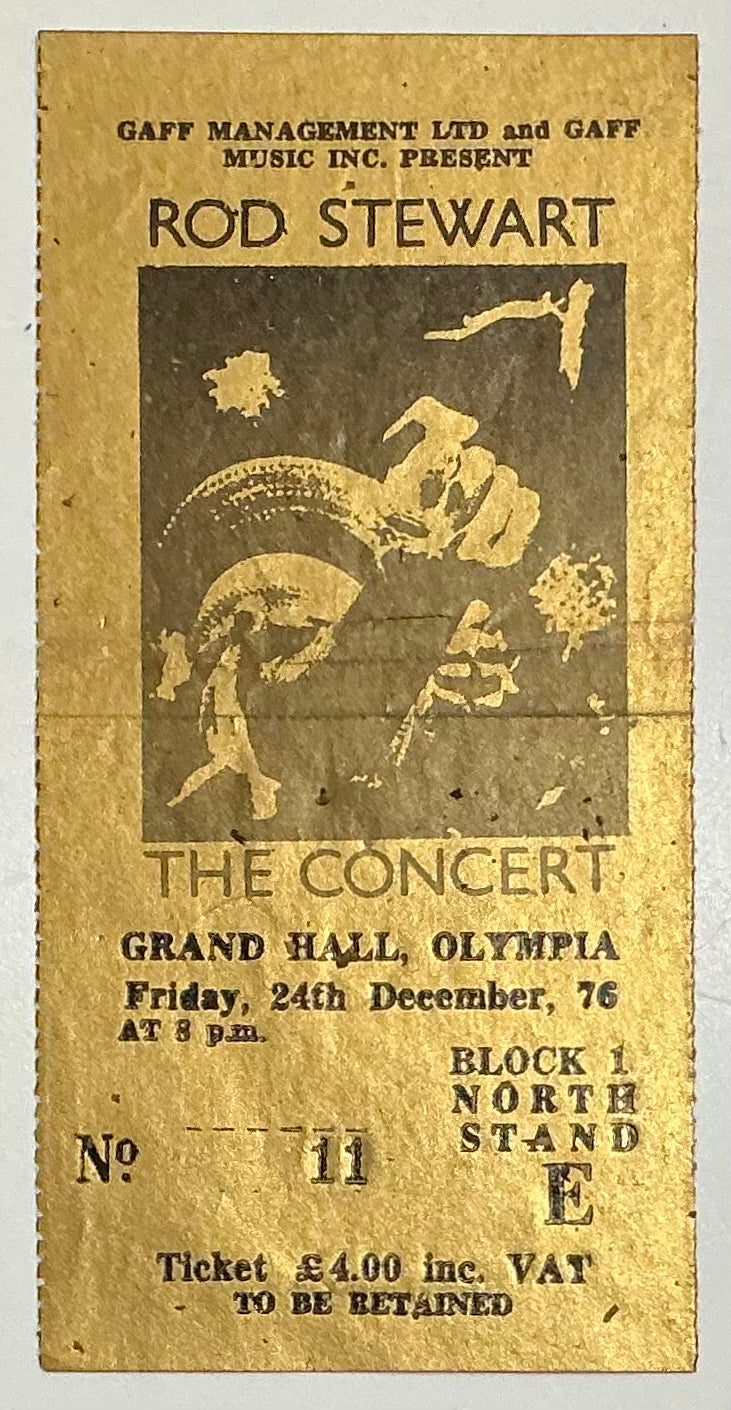 GAFF MANAGEMENT LTD and GAFF
MUSIC INC. PRESENT
ROD STEWART
THE CONCERT
GRAND HALL, OLYMPIA
Friday, 24th December, 76
AT 8 p.m.
BLOCK 1
NORTH
STAND
Nº 11
E
Ticket £4.00 inc. VAT
TO BE RETAINED